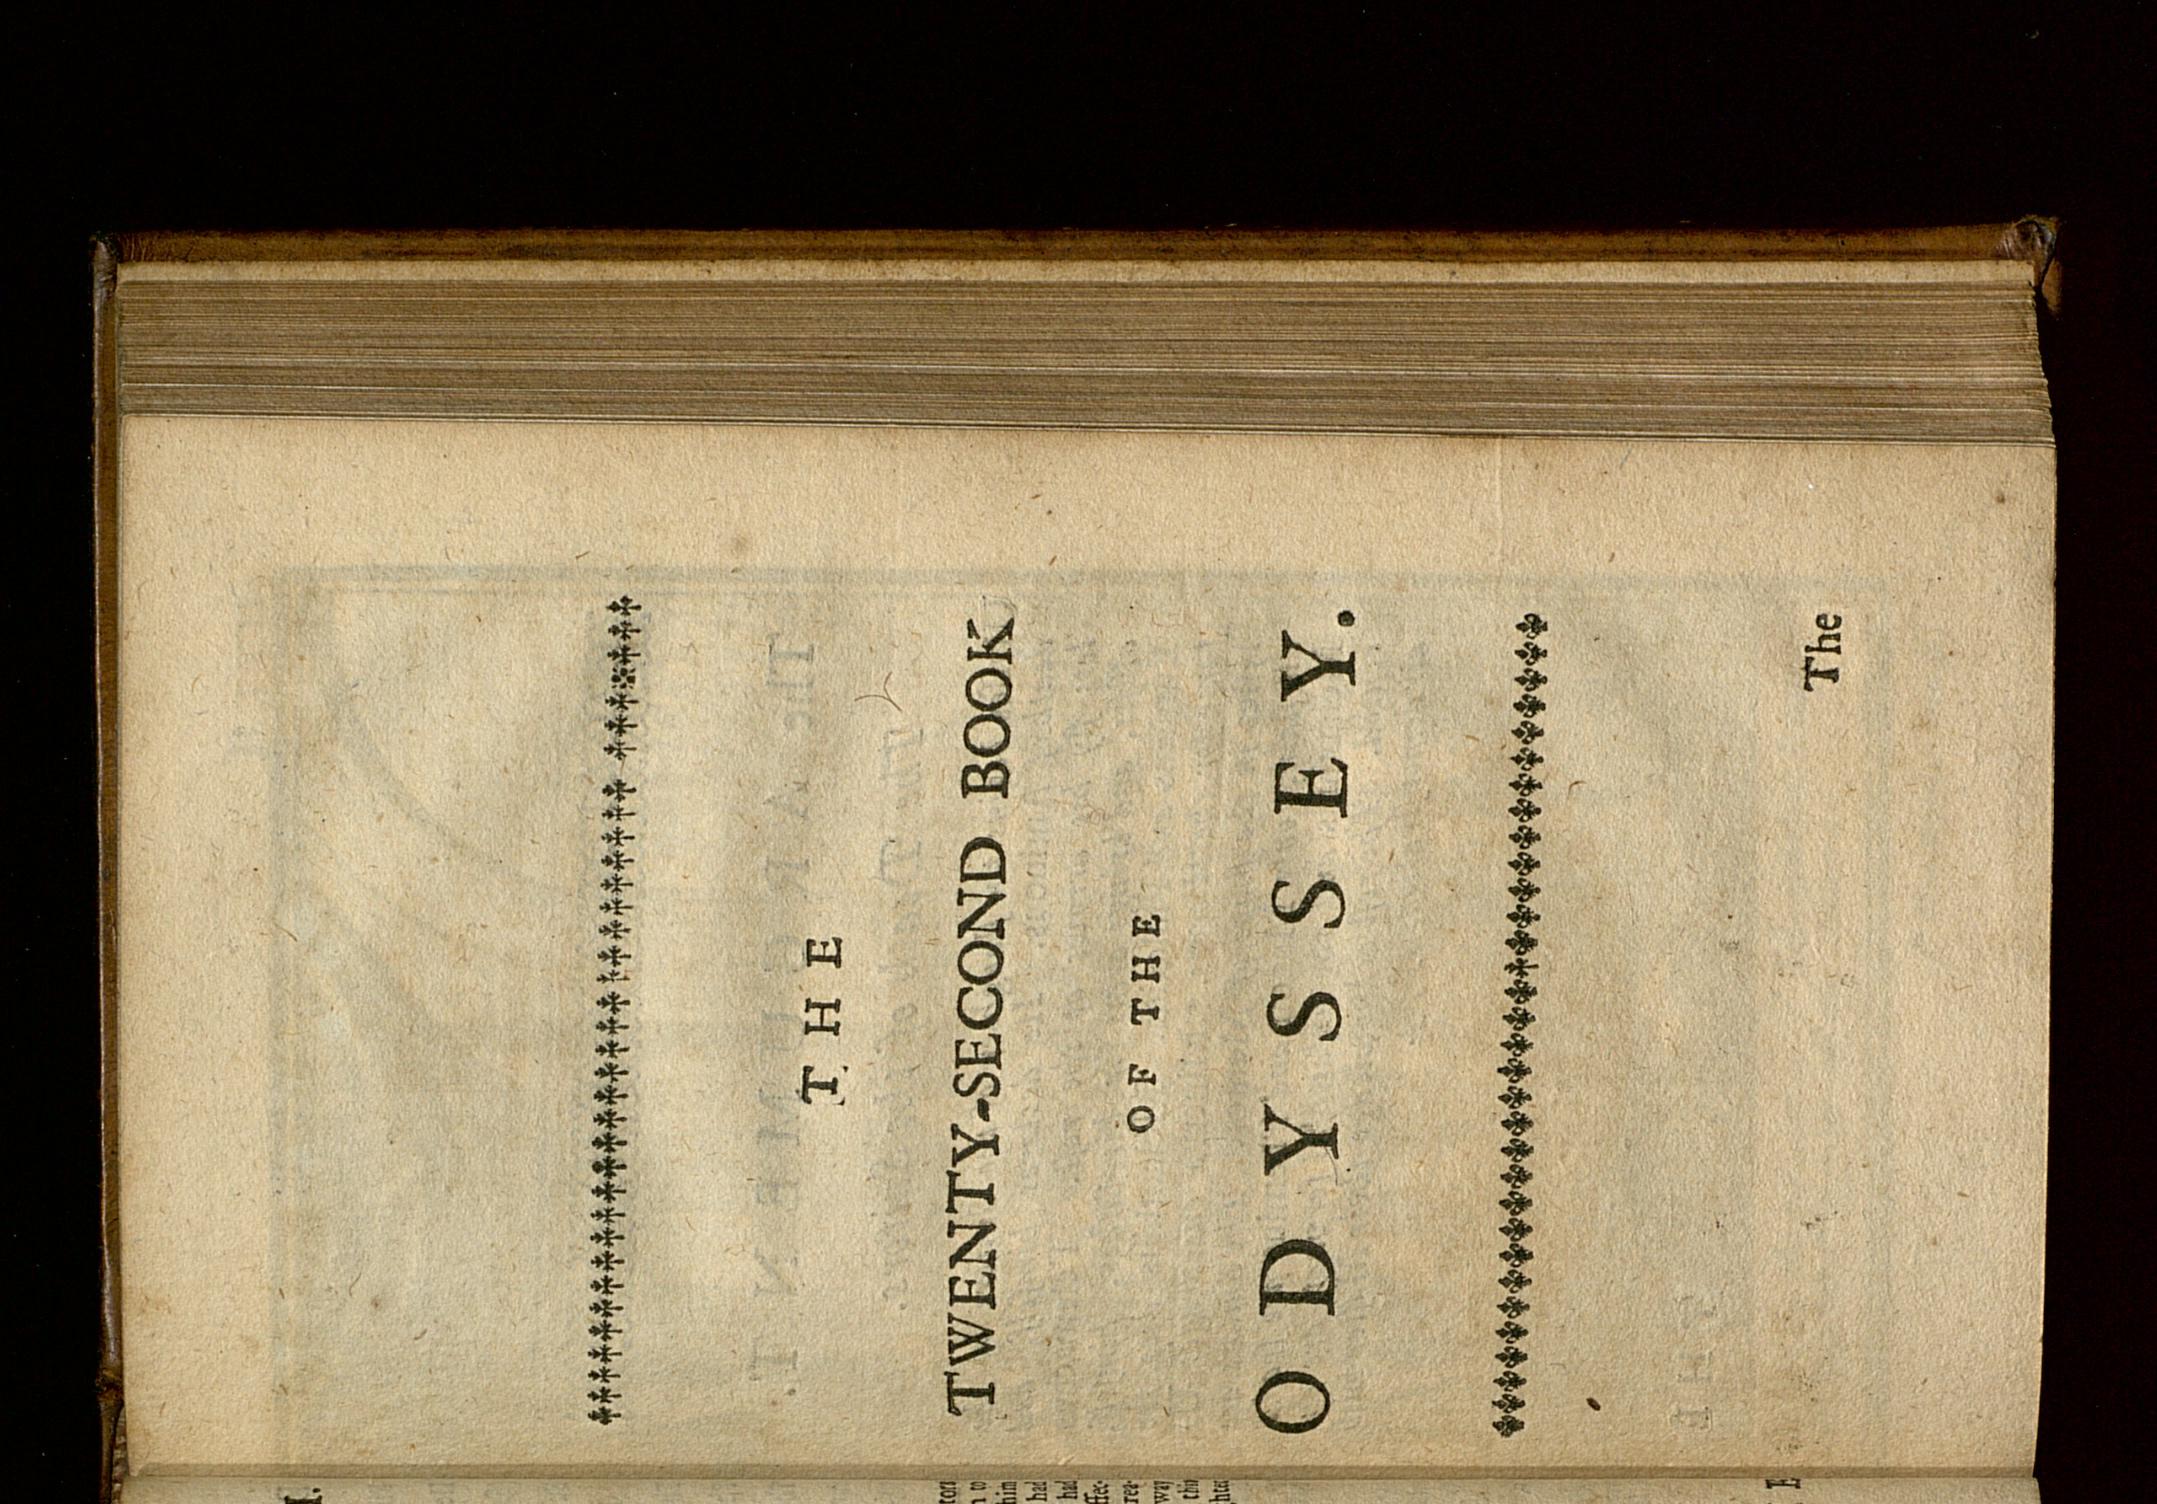 THE
TWENTY-SECOND BOOK
OF THE
ODYSSEY.
The